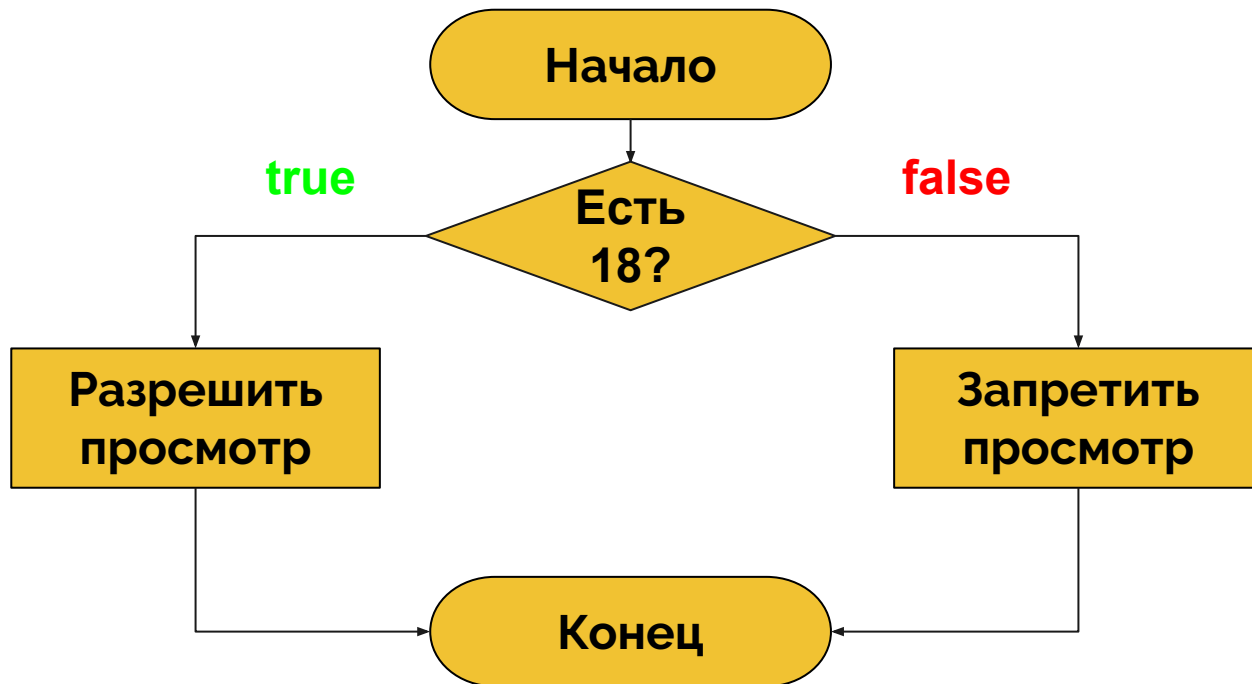 Начало
true
false
Есть
18?
Разрешить
просмотр
Запретить
просмотр
Конец